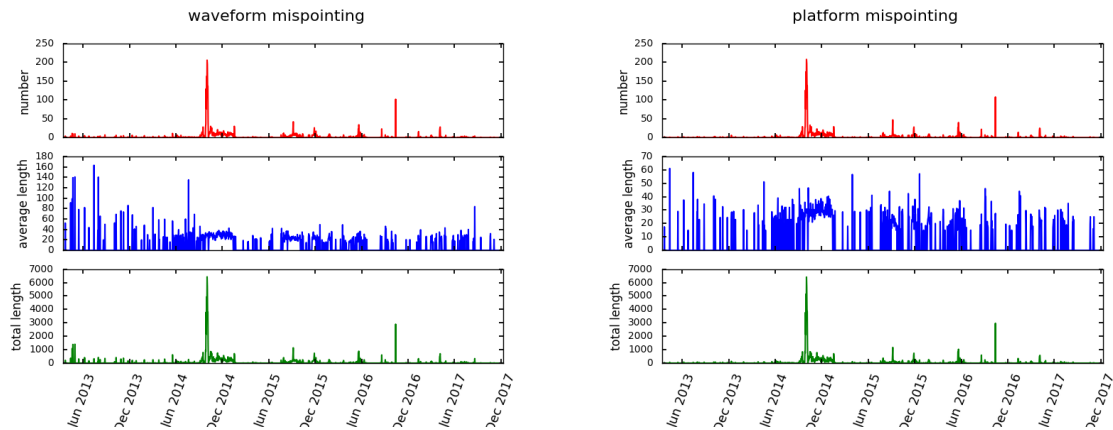 waveform mispointing
platform mispointing
number
250
200
150
100
50
0
average length
180
160
140
120
100
80
60
40
20
0
total length
7000
6000
5000
4000
3000
2000
1000
0
Jun 2013
Dec 2013
Jun 2014
Dec 2014
Jun 2015
Dec 2015
Jun 2016
Dec 2016
Jun 2017
Dec 2017
number
250
200
150
100
50
0
average length
70
60
50
40
30
20
10
0
total length
7000
6000
5000
4000
3000
2000
1000
0
Jun 2013
Dec 2013
Jun 2014
Dec 2014
Jun 2015
Dec 2015
Jun 2016
Dec 2016
Jun 2017
Dec 2017